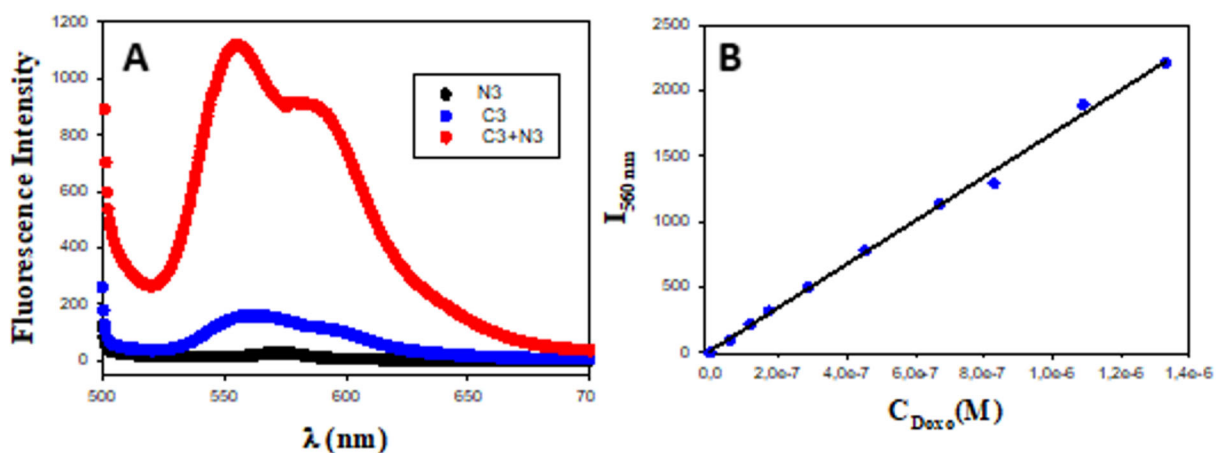 A
Fluorescence Intensity
1200
1000
800
600
400
200
0
N3
C3
C3+N3
500
550
600
650
70
λ (nm)
B
I560 nm
2500
2000
1500
1000
500
0
0,0
2,0e-7
4,0e-7
6,0e-7
8,0e-7
1,0e-6
1,2e-6
1,4e-6
CDoxo(M)